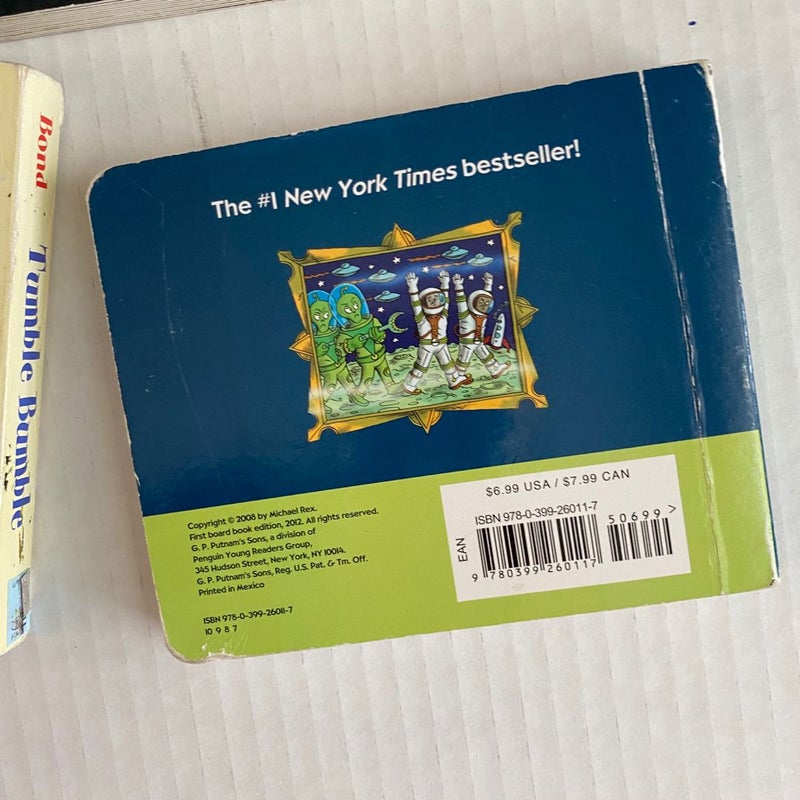 Bond
Tumble Bumble
The #1 New York Times bestseller!
Copyright © 2008 by Michael Rex.
First board book edition, 2012. All rights reserved.
G. P. Putnam's Sons, a division of
Penguin Young Readers Group,
345 Hudson Street, New York, NY 10014.
G. P. Putnam's Sons, Reg. U.S. Pat. & Tm. Off.
Printed in Mexico
ISBN 978-0-399-26011-7
10 9 8 7
$6.99 USA / $7.99 CAN
ISBN 978-0-399-26011-7
50699>
EAN
9 780399 260117